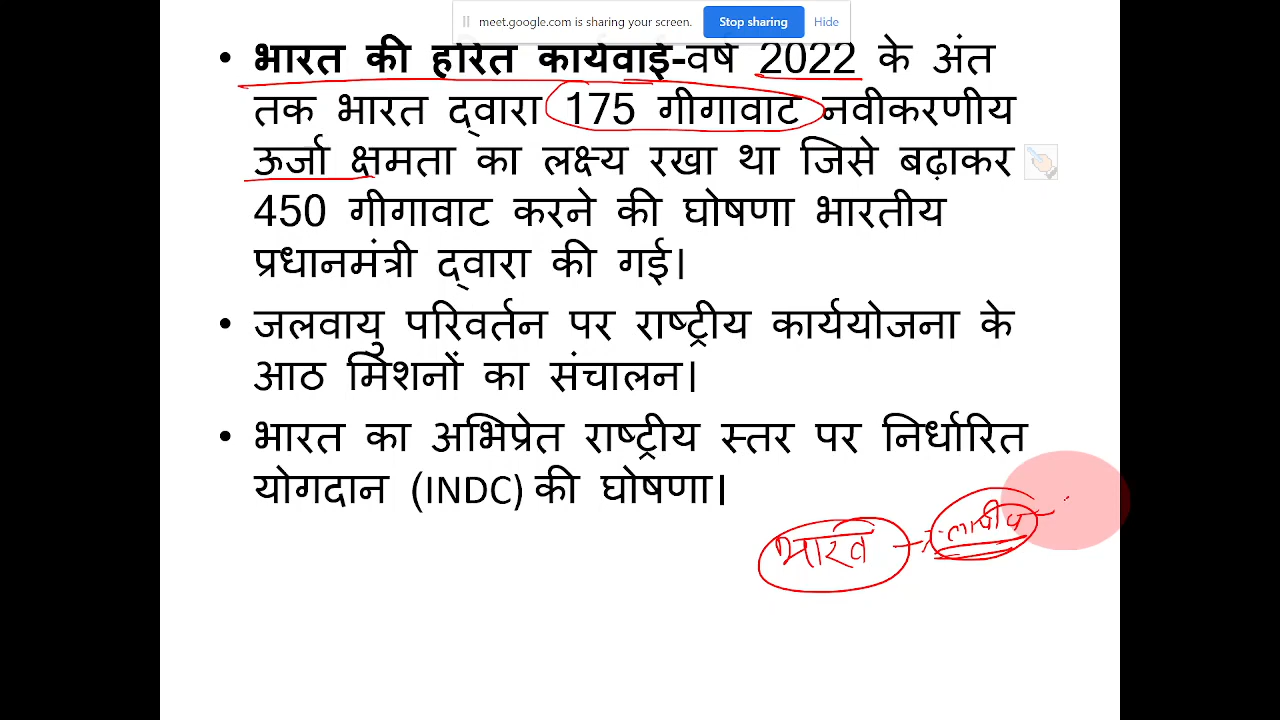 meet.google.com is sharing your screen. Stop sharing Hide
• भारत की हरित कार्यवाई-वर्ष 2022 के अंत
तक भारत द्वारा 175 गीगावाट नवीकरणीय
ऊर्जा क्षमता का लक्ष्य रखा था जिसे बढ़ाकर
450 गीगावाट करने की घोषणा भारतीय
प्रधानमंत्री द्वारा की गई।
• जलवायु परिवर्तन पर राष्ट्रीय कार्ययोजना के
आठ मिशनों का संचालन।
• भारत का अभिप्रेत राष्ट्रीय स्तर पर निर्धारित
योगदान (INDC) की घोषणा।
भारत